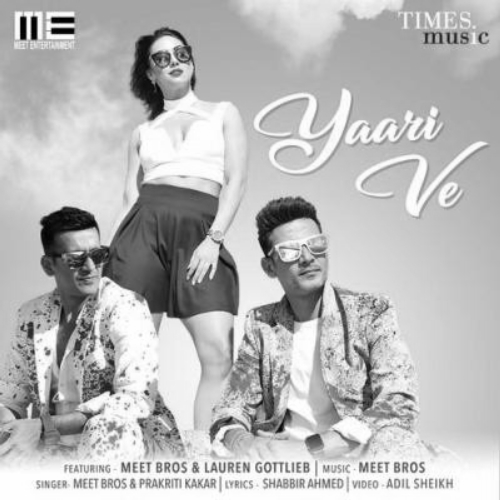 ME
MEET ENTERTAINMENT
TIMES.
music
Yaari
Ve
FEATURING - MEET BROS & LAUREN GOTTLIEB | MUSIC - MEET BROS
SINGER- MEET BROS & PRAKRITI KAKAR | LYRICS - SHABBIR AHMED | VIDEO - ADIL SHEIKH